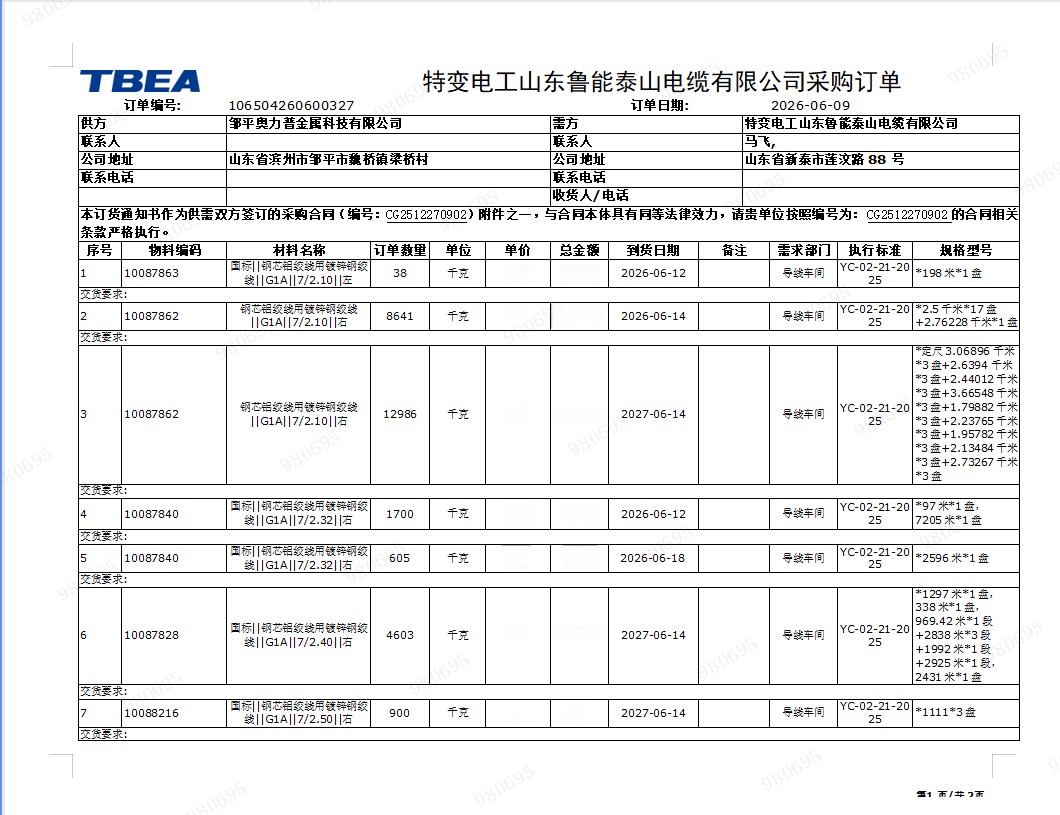 TBEA
特变电工山东鲁能泰山电缆有限公司采购订单
订单编号: 106504260600327 订单日期: 2026-06-09
供方 邹平奥力普金属科技有限公司 需方 特变电工山东鲁能泰山电缆有限公司
联系人 联系人 马飞,
公司地址 山东省滨州市邹平市魏桥镇梁桥村 公司地址 山东省新泰市莲汶路 88 号
联系电话 联系电话
收货人/电话
本订货通知书作为供需双方签订的采购合同(编号: CG2512270902)附件之一,与合同本体具有同等法律效力,请贵单位按照编号为: CG2512270902 的合同相关
条款严格执行。
序号 物料编码 材料名称 订单数量 单位 单价 总金额 到货日期 备注 需求部门 执行标准 规格型号
1 10087863 国标||钢芯铝绞线用镀锌钢绞 38 千克 2026-06-12 导线车间 YC-02-21-20 *198 米*1 盘
线||G1A||7/2.10||左 25
交货要求:
2 10087862 钢芯铝绞线用镀锌钢绞线 8641 千克 2026-06-14 导线车间 YC-02-21-20 *2.5 千米*17 盘
||G1A||7/2.10||右 25 +2.76228 千米*1 盘
交货要求:
3 10087862 钢芯铝绞线用镀锌钢绞线 12986 千克 2027-06-14 导线车间 YC-02-21-20 *定尺 3.06896 千米
||G1A||7/2.10||右 25 *3 盘+2.6394 千米
*3 盘+2.44012 千米
*3 盘+3.66548 千米
*3 盘+1.79882 千米
*3 盘+2.23765 千米
*3 盘+1.95782 千米
*3 盘+2.13484 千米
*3 盘+2.73267 千米
*3 盘
交货要求:
4 10087840 国标||钢芯铝绞线用镀锌钢绞 1700 千克 2026-06-12 导线车间 YC-02-21-20 *97 米*1 盘,
线||G1A||7/2.32||右 25 7205 米*1 盘
交货要求:
5 10087840 国标||钢芯铝绞线用镀锌钢绞 605 千克 2026-06-18 导线车间 YC-02-21-20 *2596 米*1 盘
线||G1A||7/2.32||右 25
交货要求:
6 10087828 国标||钢芯铝绞线用镀锌钢绞 4603 千克 2027-06-14 导线车间 YC-02-21-20 *1297 米*1 盘,
线||G1A||7/2.40||右 25 338 米*1 盘,
969.42 米*1 段
+2838 米*3 段
+1992 米*1 段
+2925 米*1 段,
2431 米*1 盘
交货要求:
7 10088216 国标||钢芯铝绞线用镀锌钢绞 900 千克 2027-06-14 导线车间 YC-02-21-20 *1111*3 盘
线||G1A||7/2.50||右 25
交货要求:
第1 页/共 2页
980695